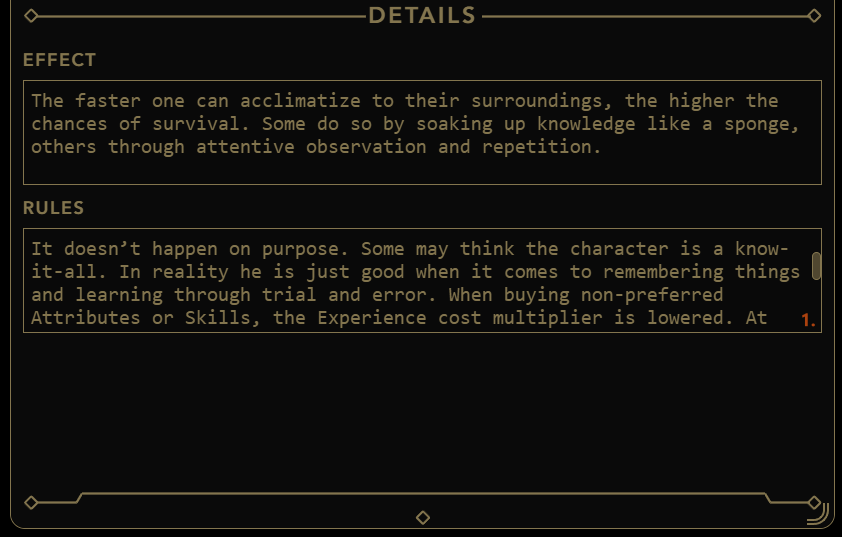 DETAILS
EFFECT
The faster one can acclimatize to their surroundings, the higher the
chances of survival. Some do so by soaking up knowledge like a sponge,
others through attentive observation and repetition.
RULES
It doesn’t happen on purpose. Some may think the character is a know-
it-all. In reality he is just good when it comes to remembering things
and learning through trial and error. When buying non-preferred
Attributes or Skills, the Experience cost multiplier is lowered. At
1.